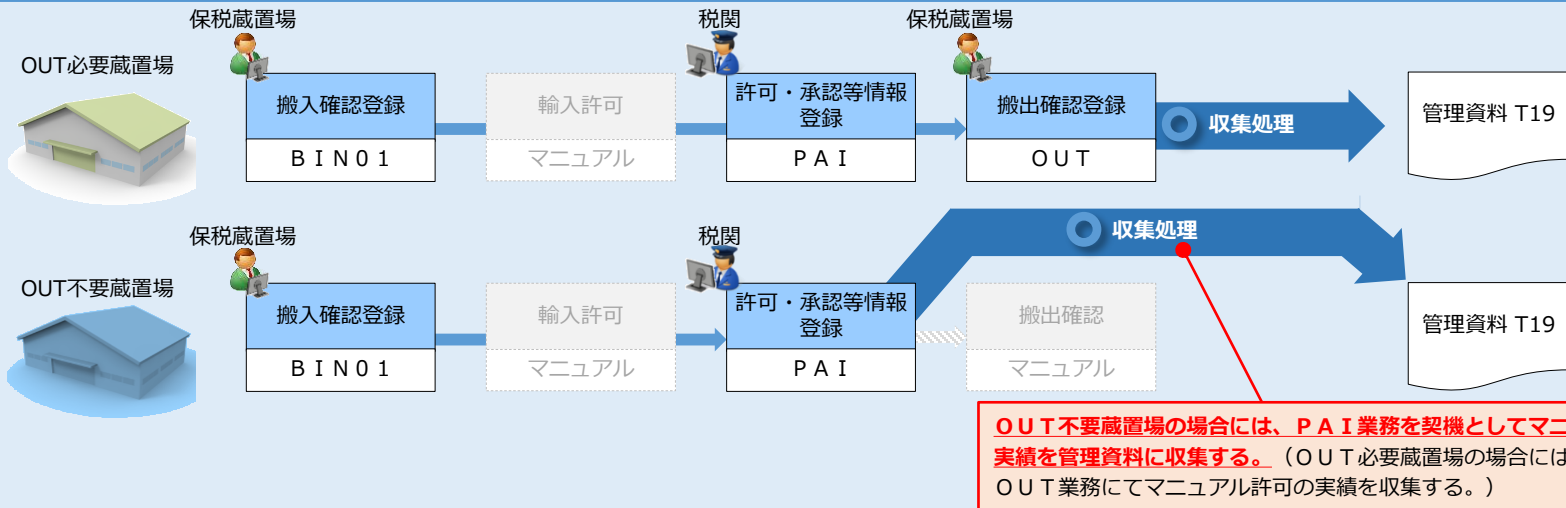 保税蔵置場
税関
保税蔵置場
OUT必要蔵置場
搬入確認登録
ＢＩＮ０１
輸入許可
マニュアル
許可・承認等情報
登録
ＰＡＩ
搬出確認登録
ＯＵＴ
収集処理
管理資料 T19
保税蔵置場
税関
OUT不要蔵置場
搬入確認登録
ＢＩＮ０１
輸入許可
マニュアル
許可・承認等情報
登録
ＰＡＩ
搬出確認
マニュアル
収集処理
管理資料 T19
ＯＵＴ不要蔵置場の場合には、ＰＡＩ業務を契機としてマニ
実績を管理資料に収集する。（ＯＵＴ必要蔵置場の場合には
ＯＵＴ業務にてマニュアル許可の実績を収集する。）